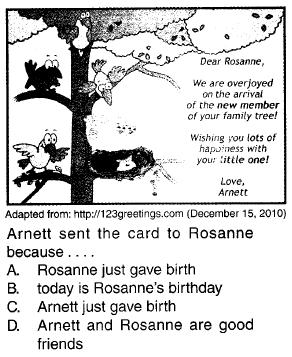 Dear Rosanne,
We are overjoyed
on the arrival
of the new member
of your family tree!
Wishing you lots of
happiness with
your little one!
Love,
Arnett
Adapted from: http://123greetings.com (December 15, 2010)
Arnett sent the card to Rosanne
because . . . .
A. Rosanne just gave birth
B. today is Rosanne's birthday
C. Arnett just gave birth
D. Arnett and Rosanne are good
friends